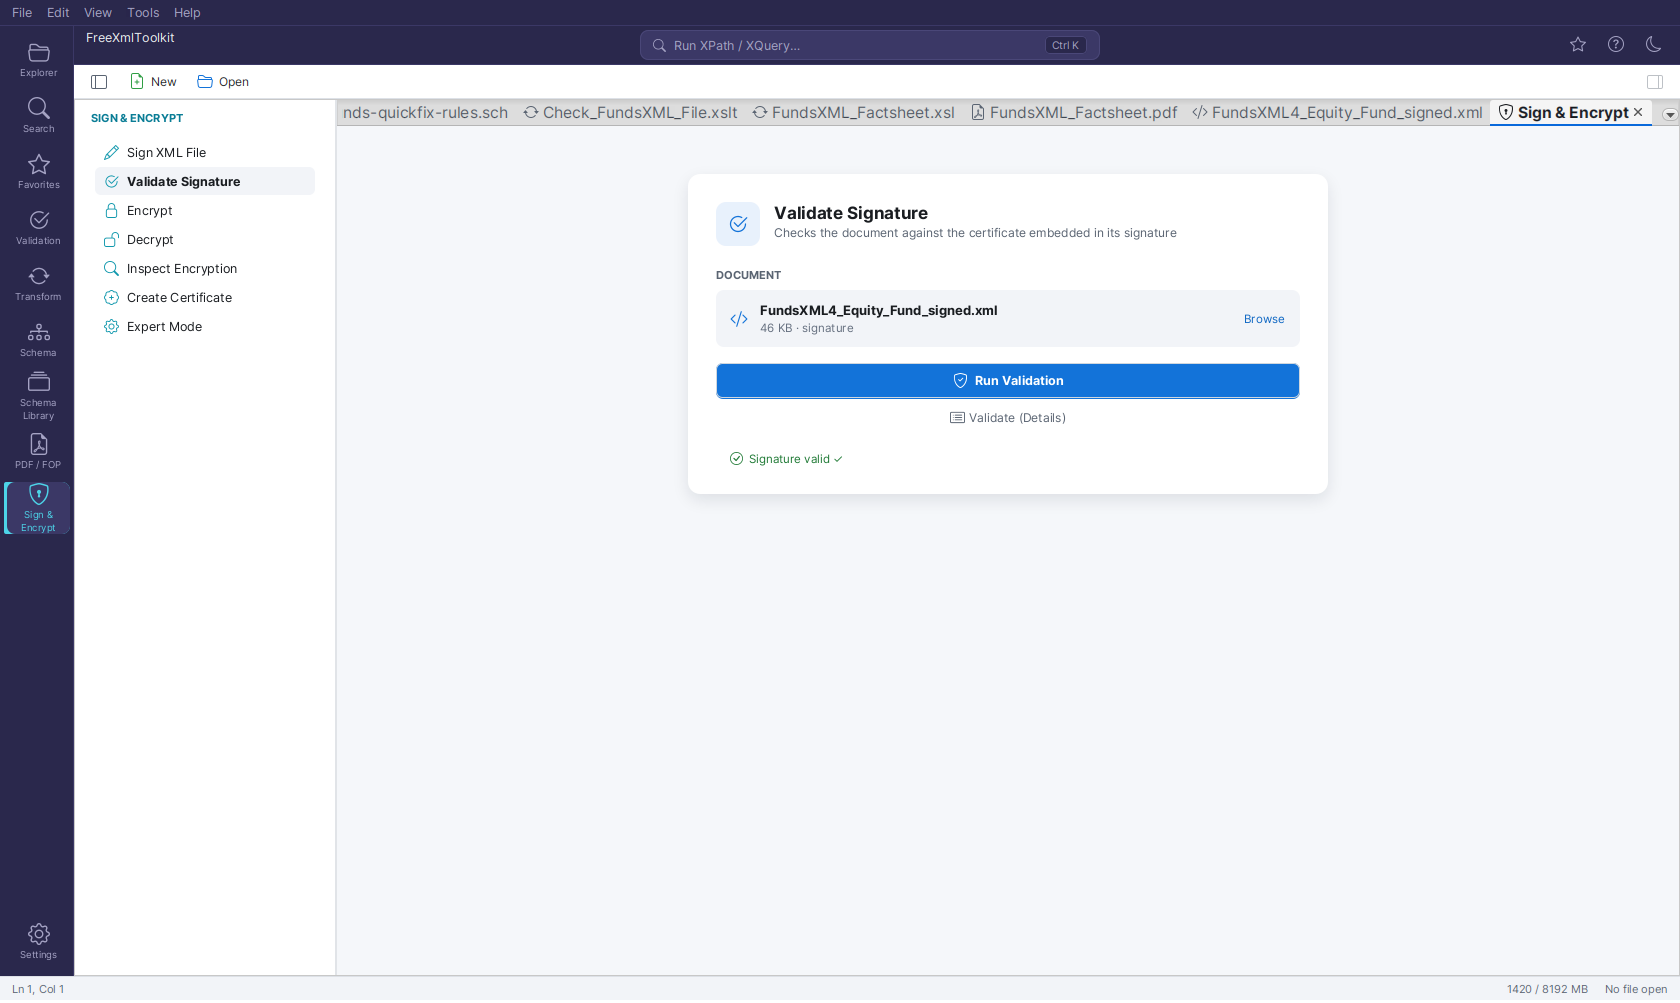 File Edit View Tools Help
FreeXmlToolkit
Run XPath / XQuery... Ctrl K
Explorer
Search
Favorites
Validation
Transform
Schema
Schema
Library
PDF / FOP
Sign &
Encrypt
Settings
New Open
SIGN & ENCRYPT
Sign XML File
Validate Signature
Encrypt
Decrypt
Inspect Encryption
Create Certificate
Expert Mode
nds-quickfix-rules.sch Check_FundsXML_File.xslt FundsXML_Factsheet.xsl FundsXML_Factsheet.pdf FundsXML4_Equity_Fund_signed.xml Sign & Encrypt
Validate Signature
Checks the document against the certificate embedded in its signature
DOCUMENT
FundsXML4_Equity_Fund_signed.xml
46 KB · signature
Browse
Run Validation
Validate (Details)
Signature valid ✓
Ln 1, Col 1 1420 / 8192 MB No file open